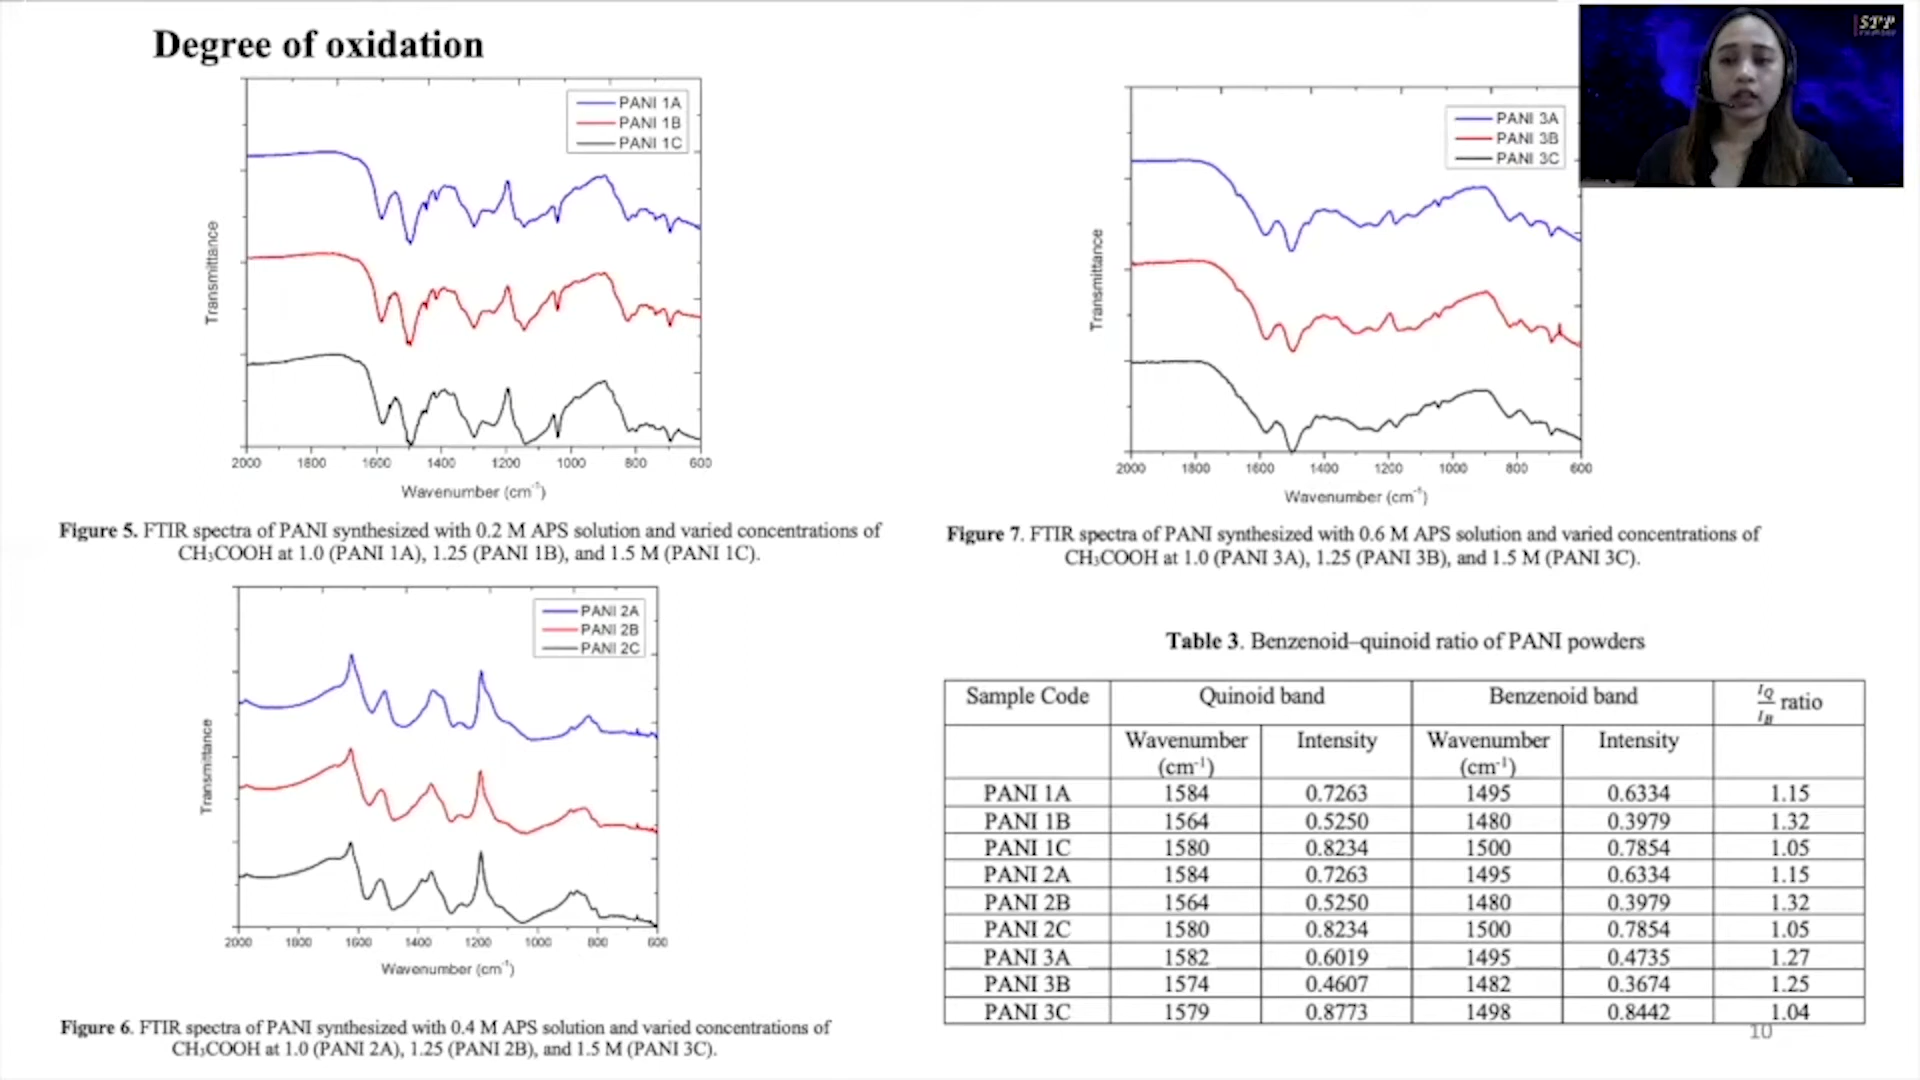 Degree of oxidation
PANI 1A
PANI 1B
PANI 1C
Transmittance
2000 1800 1600 1400 1200 1000 800 600
Wavenumber (cm⁻¹)
Figure 5. FTIR spectra of PANI synthesized with 0.2 M APS solution and varied concentrations of
CH₃COOH at 1.0 (PANI 1A), 1.25 (PANI 1B), and 1.5 M (PANI 1C).
PANI 2A
PANI 2B
PANI 2C
Transmittance
2000 1800 1600 1400 1200 1000 800 600
Wavenumber (cm⁻¹)
Figure 6. FTIR spectra of PANI synthesized with 0.4 M APS solution and varied concentrations of
CH₃COOH at 1.0 (PANI 2A), 1.25 (PANI 2B), and 1.5 M (PANI 3C).
STP
PANI 3A
PANI 3B
PANI 3C
Transmittance
2000 1800 1600 1400 1200 1000 800 600
Wavenumber (cm⁻¹)
Figure 7. FTIR spectra of PANI synthesized with 0.6 M APS solution and varied concentrations of
CH₃COOH at 1.0 (PANI 3A), 1.25 (PANI 3B), and 1.5 M (PANI 3C).
Table 3. Benzenoid–quinoid ratio of PANI powders
Sample Code Quinoid band Benzenoid band I_Q/I_B ratio
Wavenumber (cm⁻¹) Intensity Wavenumber (cm⁻¹) Intensity
PANI 1A 1584 0.7263 1495 0.6334 1.15
PANI 1B 1564 0.5250 1480 0.3979 1.32
PANI 1C 1580 0.8234 1500 0.7854 1.05
PANI 2A 1584 0.7263 1495 0.6334 1.15
PANI 2B 1564 0.5250 1480 0.3979 1.32
PANI 2C 1580 0.8234 1500 0.7854 1.05
PANI 3A 1582 0.6019 1495 0.4735 1.27
PANI 3B 1574 0.4607 1482 0.3674 1.25
PANI 3C 1579 0.8773 1498 0.8442 1.04
10